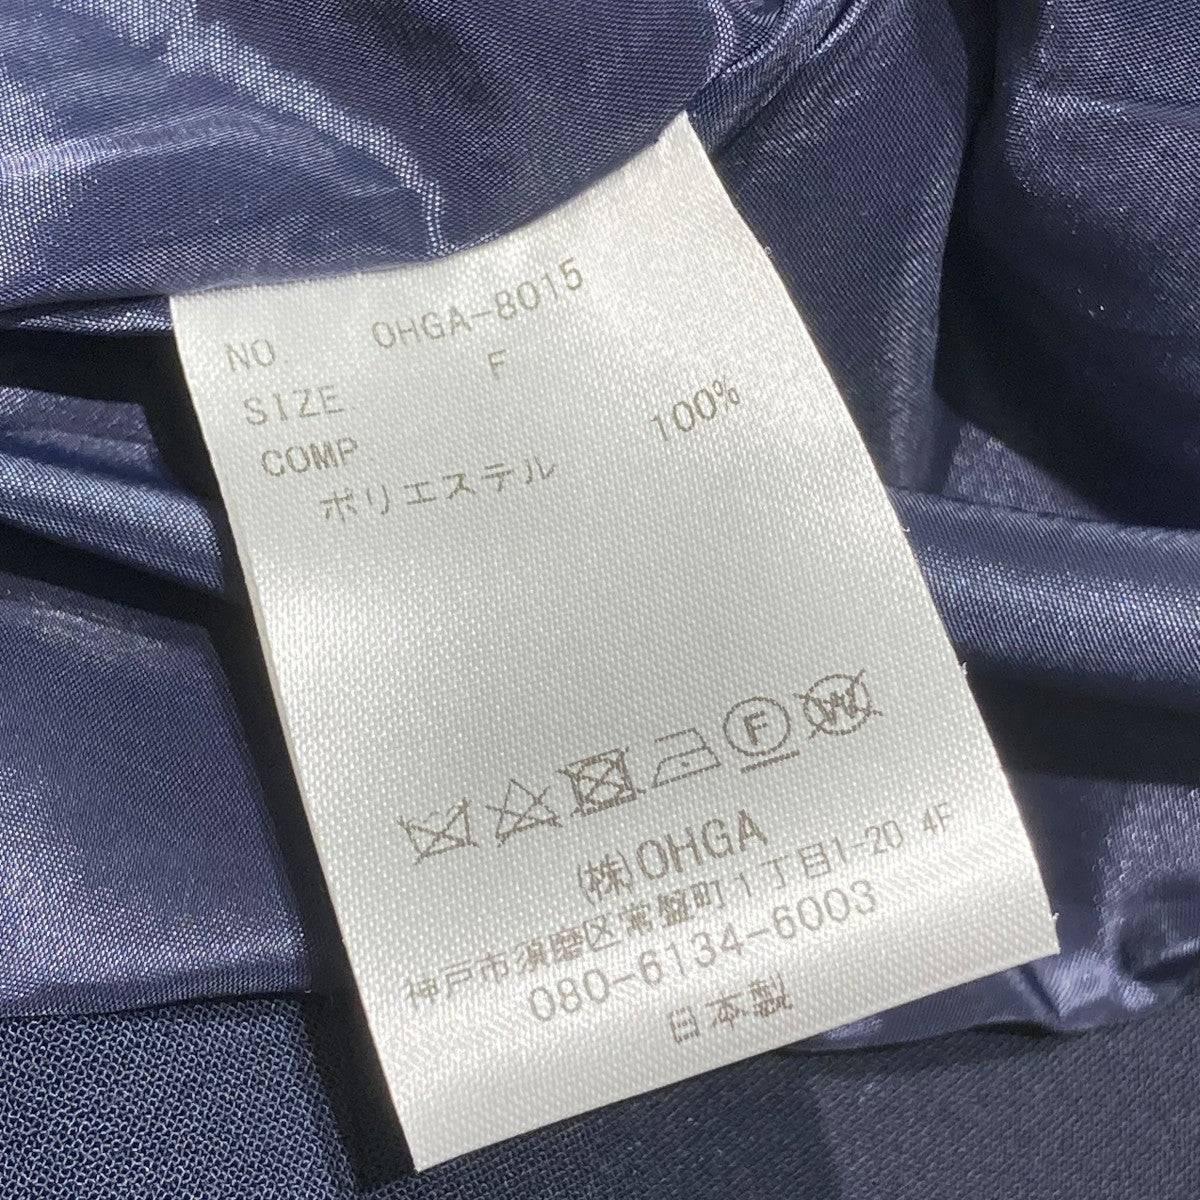 NO. OHGA-8015
SIZE. F
COMP
ポリエステル 100%
F
W
(株)OHGA
神戸市須磨区常盤町1丁目1-20 4F
080-6134-6003
日本製